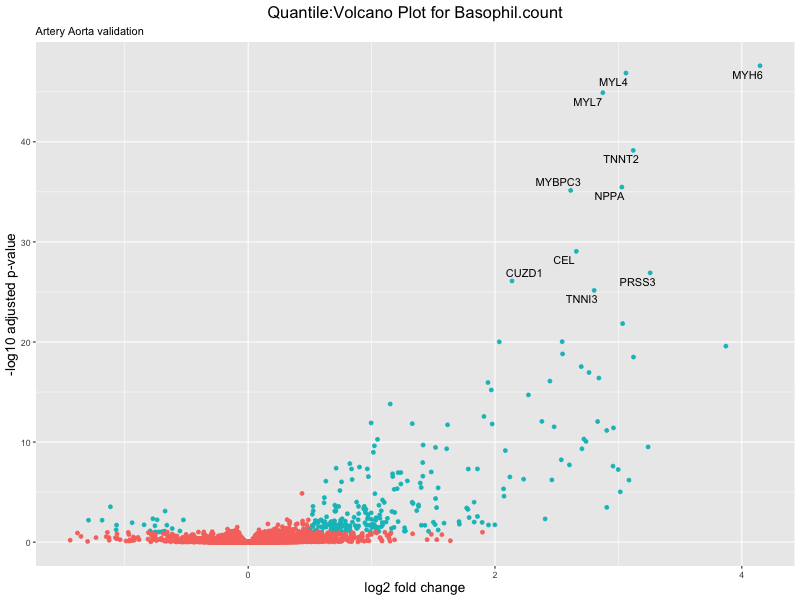 Quantile:Volcano Plot for Basophil.count
Artery Aorta validation
MYH6
MYL4
MYL7
40
TNNT2
MYBPC3
NPPA
30
CEL
CUZD1
PRSS3
TNNI3
20
10
0
-log10 adjusted p-value
0 2 4
log2 fold change